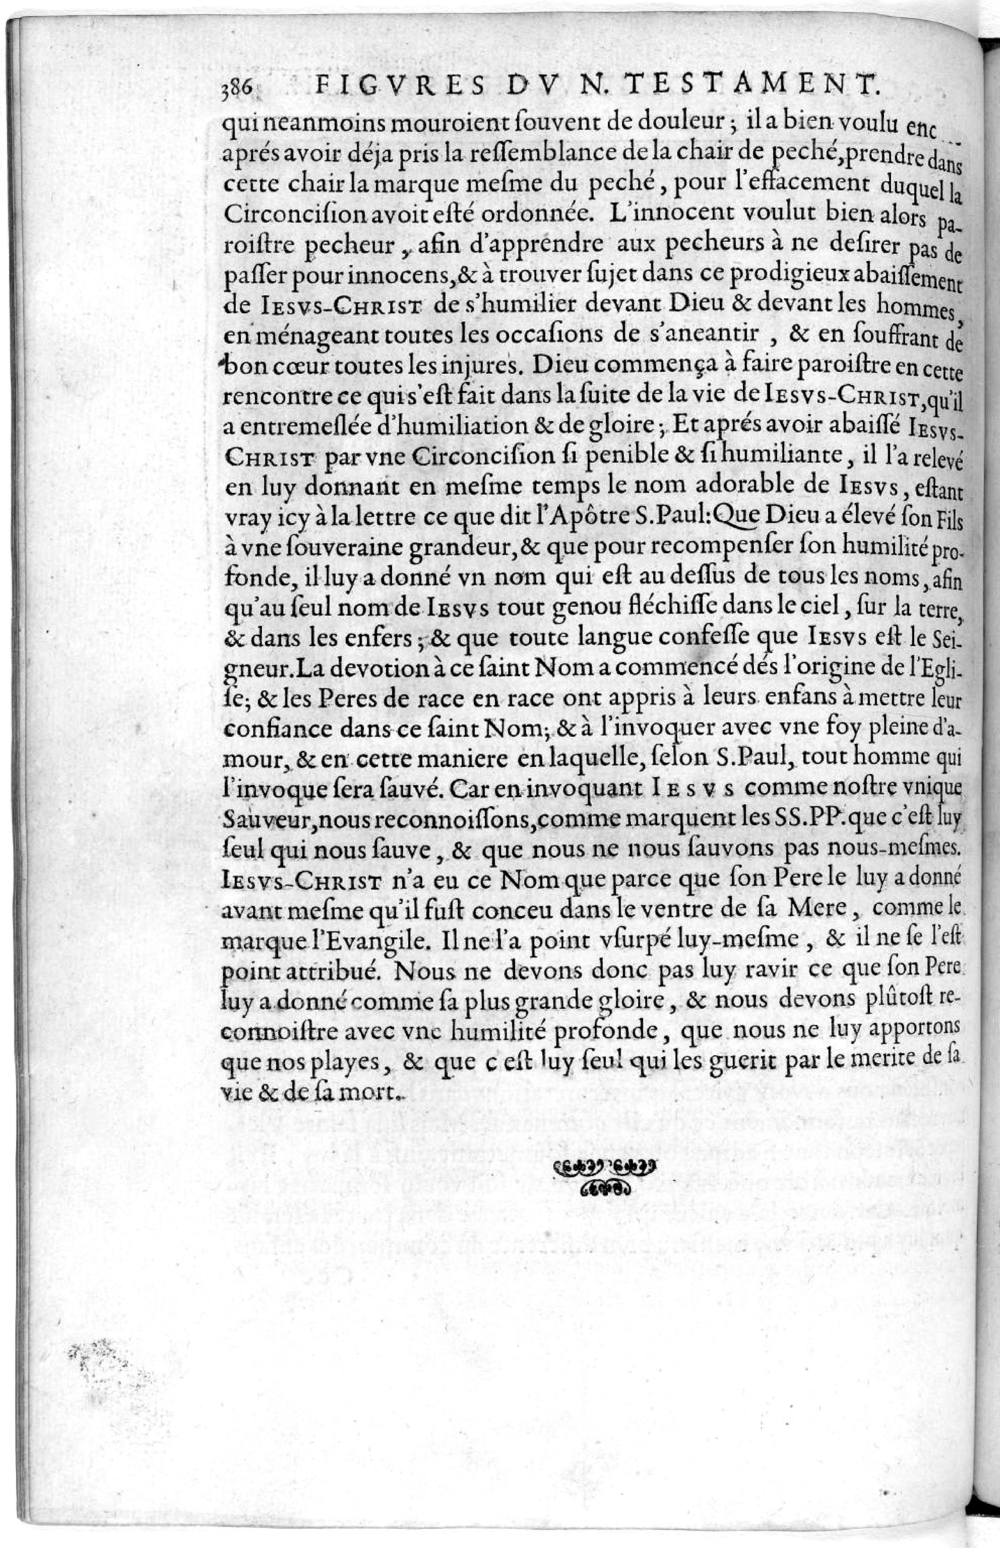 386 FIGVRES DV N. TESTAMENT.
qui neanmoins mouroient ſouvent de douleur; il a bien voulu enc
aprés avoir déja pris la reſſemblance de la chair de peché, prendre dans
cette chair la marque meſme du peché, pour l'effacement duquel la
Circonciſion avoit eſté ordonnée. L'innocent voulut bien alors pa-
roiſtre pecheur, afin d'apprendre aux pecheurs à ne deſirer pas de
paſſer pour innocens, & à trouver ſujet dans ce prodigieux abaiſſement
de IESVS-CHRIST de s'humilier devant Dieu & devant les hommes,
en ménageant toutes les occaſions de s'aneantir, & en ſouffrant de
bon cœur toutes les injures. Dieu commença à faire paroiſtre en cette
rencontre ce qui s'eſt fait dans la ſuite de la vie de IESVS-CHRIST, qu'il
a entremeſlée d'humiliation & de gloire; Et aprés avoir abaiſſé IESVS-
CHRIST par vne Circonciſion ſi penible & ſi humiliante, il l'a relevé
en luy donnant en meſme temps le nom adorable de IESVS, eſtant
vray icy à la lettre ce que dit l'Apôtre S. Paul: Que Dieu a élevé ſon Fils
à vne ſouveraine grandeur, & que pour recompenſer ſon humilité pro-
fonde, il luy a donné vn nom qui eſt au deſſus de tous les noms, afin
qu'au ſeul nom de IESVS tout genou fléchiſſe dans le ciel, ſur la terre,
& dans les enfers; & que toute langue confeſſe que IESVS eſt le Sei-
gneur. La devotion à ce ſaint Nom a commencé dés l'origine de l'Egli-
ſe; & les Peres de race en race ont appris à leurs enfans à mettre leur
confiance dans ce ſaint Nom; & à l'invoquer avec vne foy pleine d'a-
mour, & en cette maniere en laquelle, ſelon S. Paul, tout homme qui
l'invoque ſera ſauvé. Car en invoquant IESVS comme noſtre vnique
Sauveur, nous reconnoiſſons, comme marquent les SS. PP. que c'eſt luy
ſeul qui nous ſauve, & que nous ne nous ſauvons pas nous-meſmes.
IESVS-CHRIST n'a eu ce Nom que parce que ſon Pere le luy a donné
avant meſme qu'il fuſt conceu dans le ventre de ſa Mere, comme le
marque l'Evangile. Il ne l'a point vſurpé luy-meſme, & il ne ſe l'eſt
point attribué. Nous ne devons donc pas luy ravir ce que ſon Pere
luy a donné comme ſa plus grande gloire, & nous devons plûtoſt re-
connoiſtre avec vne humilité profonde, que nous ne luy apportons
que nos playes, & que c'eſt luy ſeul qui les guerit par le merite de ſa
vie & de ſa mort.